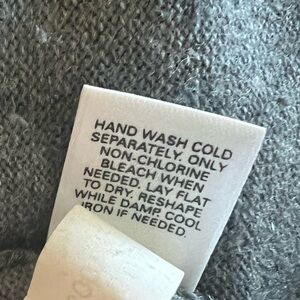 HAND WASH COLD
SEPARATELY. ONLY
NON-CHLORINE
BLEACH WHEN
NEEDED. LAY FLAT
TO DRY. RESHAPE
WHILE DAMP. COOL
IRON IF NEEDED.